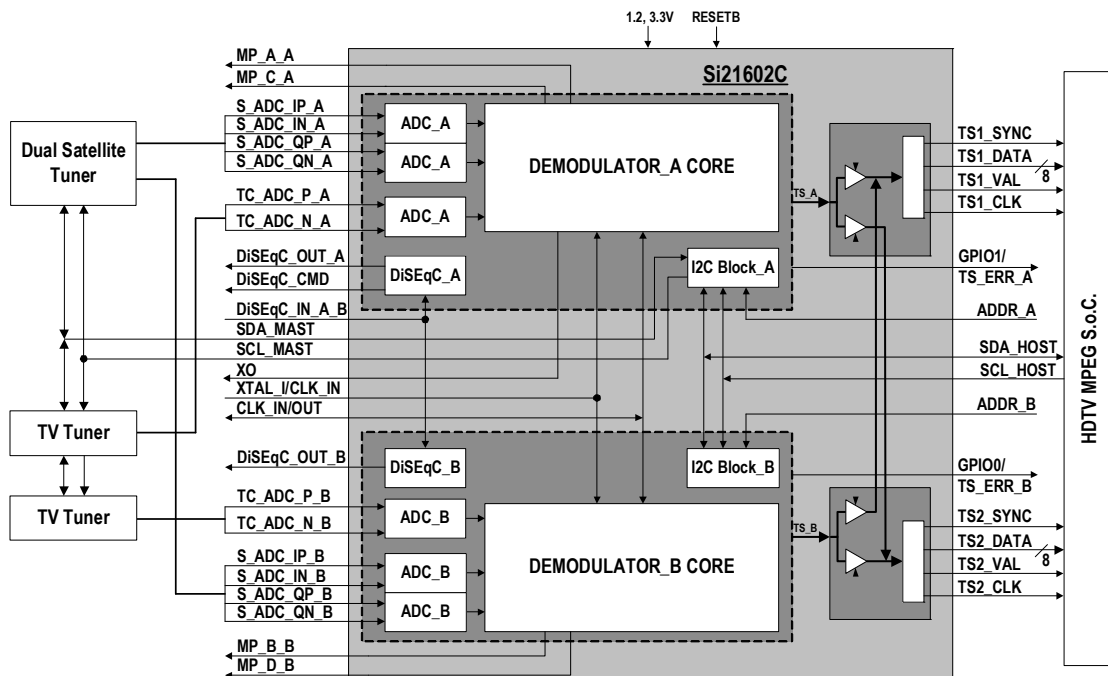 1.2, 3.3V
RESETB
Si21602C
MP_A_A
MP_C_A
S_ADC_IP_A
S_ADC_IN_A
S_ADC_QP_A
S_ADC_QN_A
TC_ADC_P_A
TC_ADC_N_A
DiSEqC_OUT_A
DiSEqC_CMD
DiSEqC_IN_A_B
SDA_MAST
SCL_MAST
XO
XTAL_I/CLK_IN
CLK_IN/OUT
DiSEqC_OUT_B
TC_ADC_P_B
TC_ADC_N_B
S_ADC_IP_B
S_ADC_IN_B
S_ADC_QP_B
S_ADC_QN_B
MP_B_B
MP_D_B
Dual Satellite
Tuner
TV Tuner
TV Tuner
ADC_A
ADC_A
ADC_A
DiSEqC_A
DEMODULATOR_A CORE
I2C Block_A
TS_A
DiSEqC_B
ADC_B
ADC_B
ADC_B
DEMODULATOR_B CORE
I2C Block_B
TS_B
TS1_SYNC
TS1_DATA
8
TS1_VAL
TS1_CLK
GPIO1/
TS_ERR_A
ADDR_A
SDA_HOST
SCL_HOST
ADDR_B
GPIO0/
TS_ERR_B
TS2_SYNC
TS2_DATA
8
TS2_VAL
TS2_CLK
HDTV MPEG S.o.C.